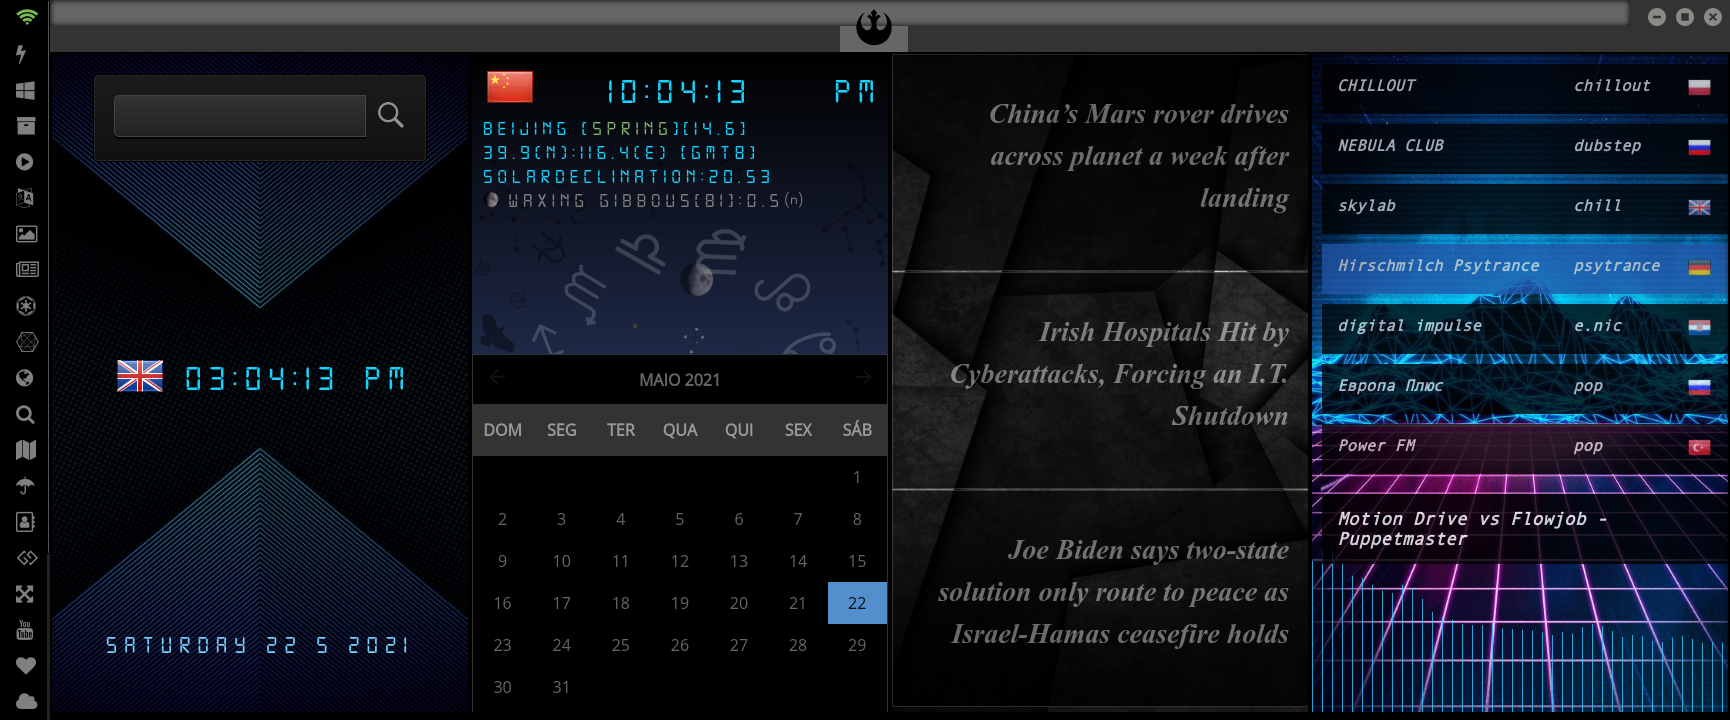 03:04:13 PM
SATURDAY 22 5 2021
10:04:13 PM
BEIJING [SPRING][14.6]
39.9(N):116.4(E) [GMT8]
SOLARDECLINATION:20.53
WAXING GIBBOUS[81]:0.5(n)
MAIO 2021
DOM SEG TER QUA QUI SEX SÁB
1
2 3 4 5 6 7 8
9 10 11 12 13 14 15
16 17 18 19 20 21 22
23 24 25 26 27 28 29
30 31
China’s Mars rover drives
across planet a week after
landing
Irish Hospitals Hit by
Cyberattacks, Forcing an I.T.
Shutdown
Joe Biden says two-state
solution only route to peace as
Israel-Hamas ceasefire holds
CHILLOUT chillout
NEBULA CLUB dubstep
skylab chill
Hirschmilch Psytrance psytrance
digital impulse e.nic
Европа Плюс pop
Power FM pop
Motion Drive vs Flowjob -
Puppetmaster
You
Tube